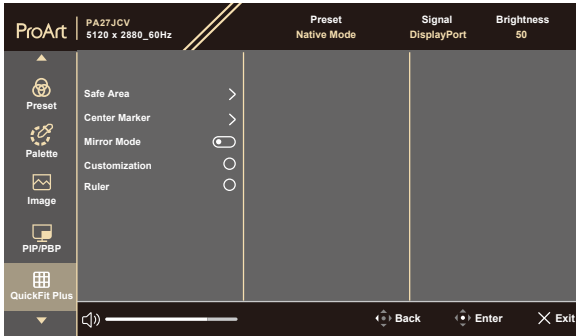 ProArt
PA27JCV
5120 x 2880_60Hz
Preset
Native Mode
Signal
DisplayPort
Brightness
50
Preset
Palette
Image
PIP/PBP
QuickFit Plus
Safe Area
Center Marker
Mirror Mode
Customization
Ruler
Back
Enter
Exit